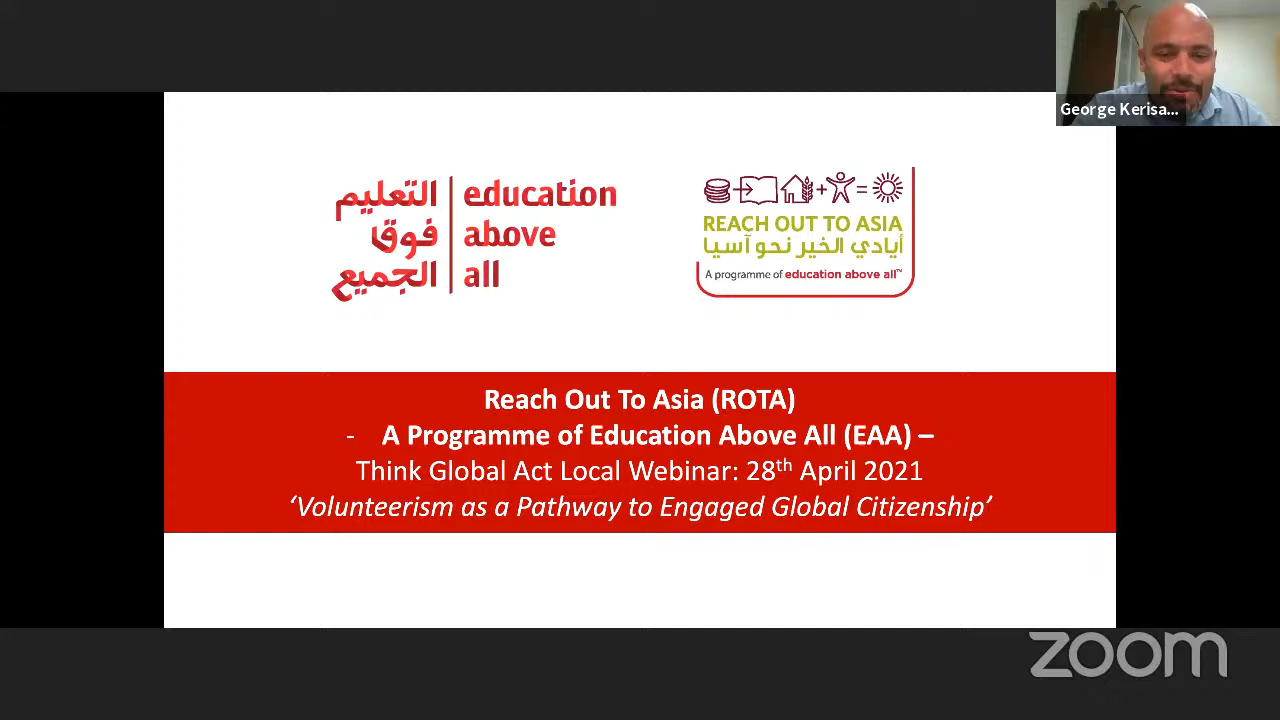 George Kerisa...
التعليم
فوق
الجميع
education
above
all
REACH OUT TO ASIA
أيادي الخير نحو آسيا
A programme of education above all™
Reach Out To Asia (ROTA)
- A Programme of Education Above All (EAA) –
Think Global Act Local Webinar: 28th April 2021
‘Volunteerism as a Pathway to Engaged Global Citizenship’
zoom